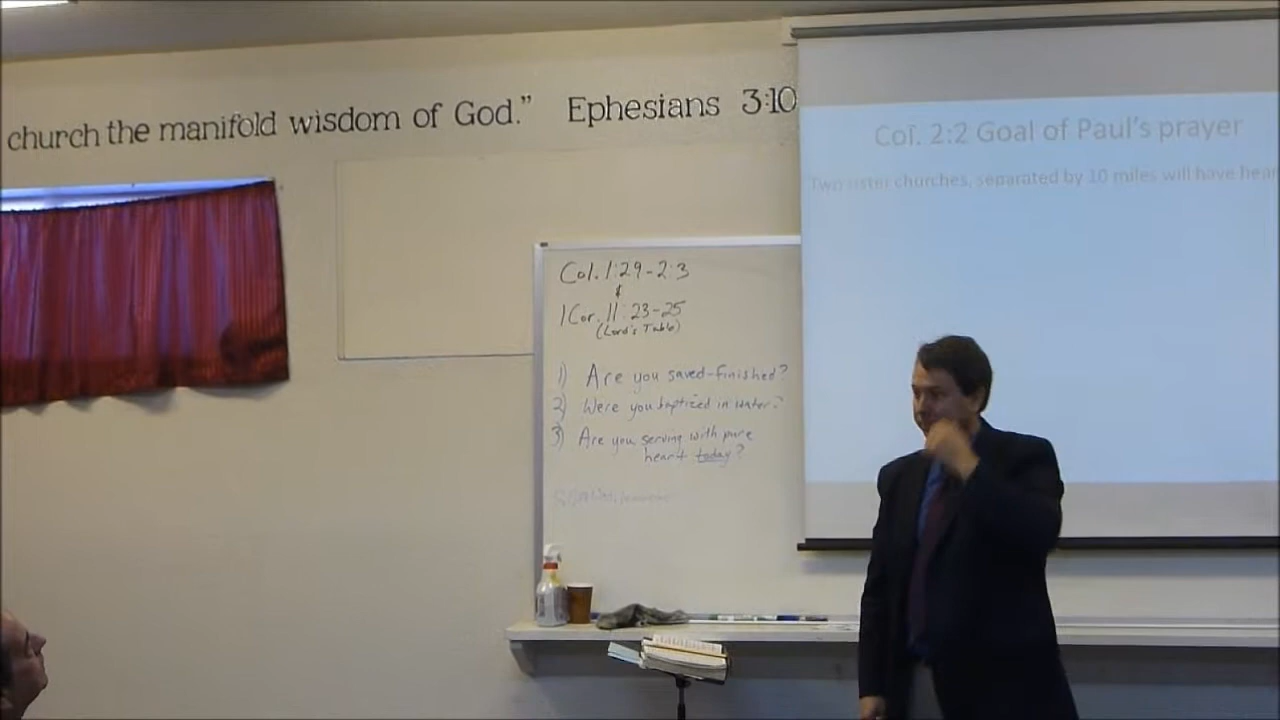 church the manifold wisdom of God." Ephesians 3:10
Col. 2:2 Goal of Paul's prayer
Two sister churches, separated by 10 miles will have hear
Col. 1:29-2:3
&
1 Cor. 11:23-25
(Lord's Table)
1) Are you saved-finished?
2) Were you baptized in water?
3) Are you serving with pure
heart today?